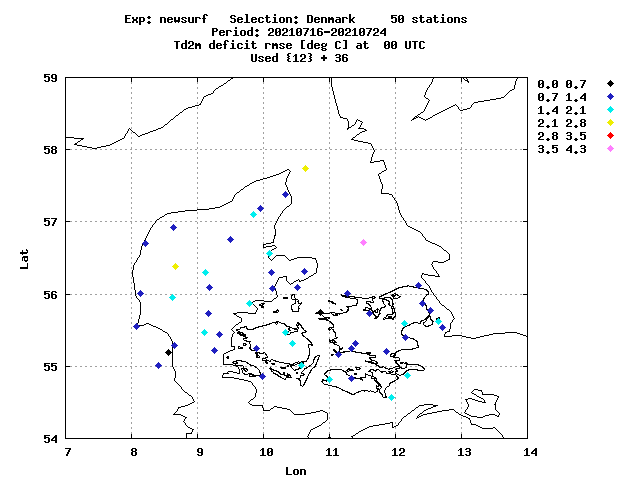 Exp: newsurf Selection: Denmark 50 stations
Period: 20210716-20210724
Td2m deficit rmse [deg C] at 00 UTC
Used {12} + 36
0.0 0.7
0.7 1.4
1.4 2.1
2.1 2.8
2.8 3.5
3.5 4.3
59
58
57
56
55
54
Lat
7 8 9 10 11 12 13 14
Lon